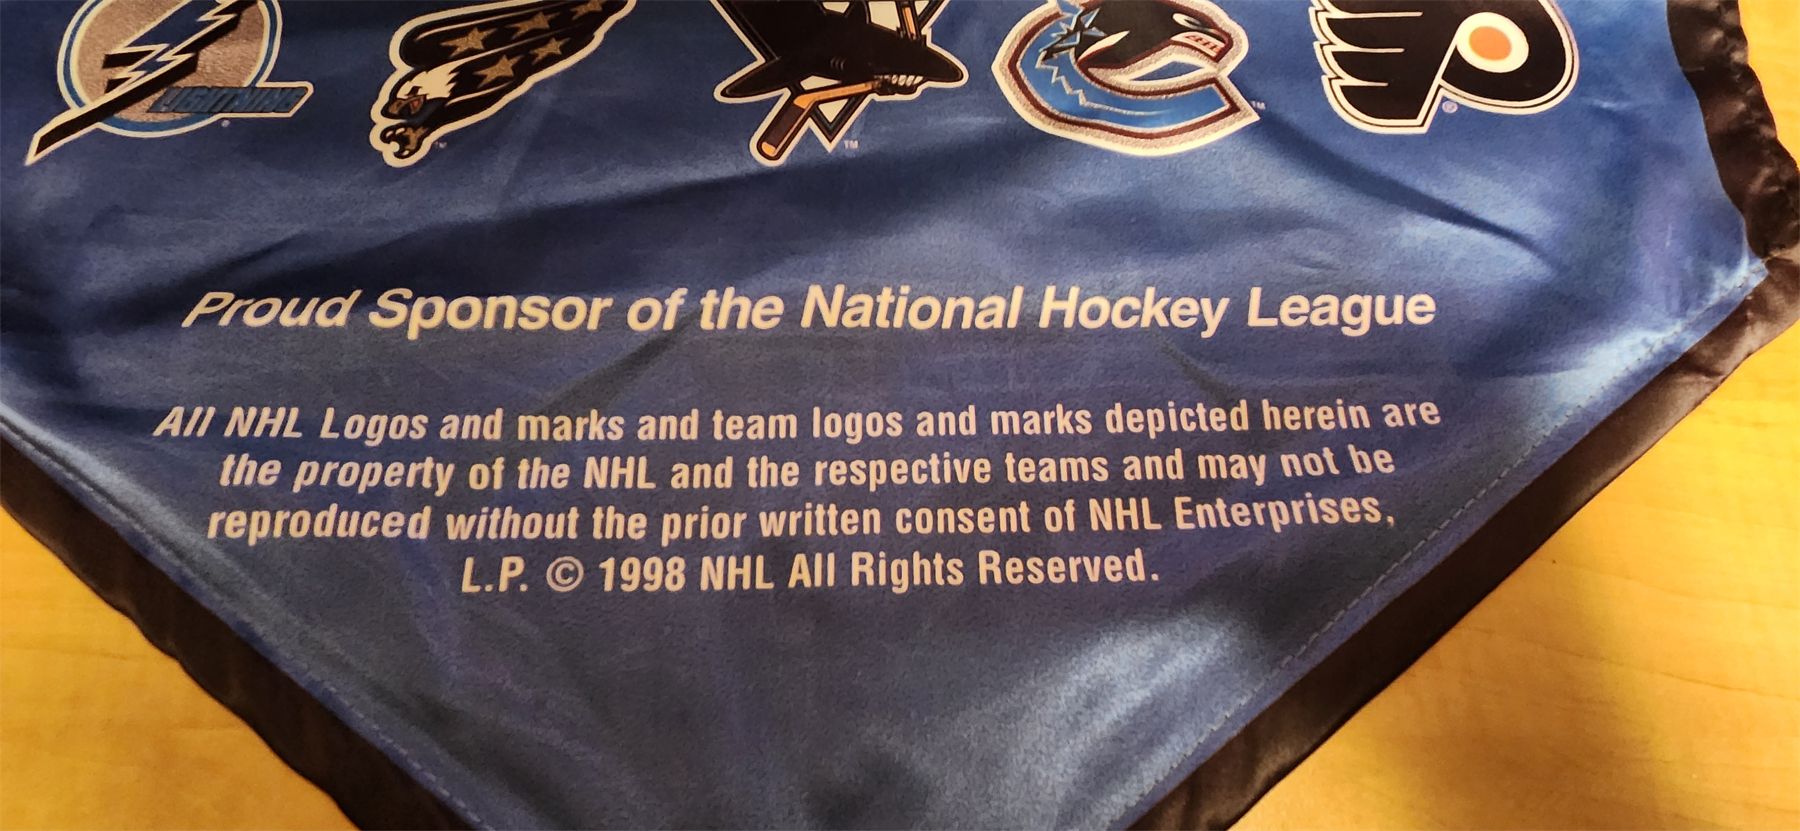 LIGHTNING
Proud Sponsor of the National Hockey League
All NHL Logos and marks and team logos and marks depicted herein are
the property of the NHL and the respective teams and may not be
reproduced without the prior written consent of NHL Enterprises,
L.P. © 1998 NHL All Rights Reserved.